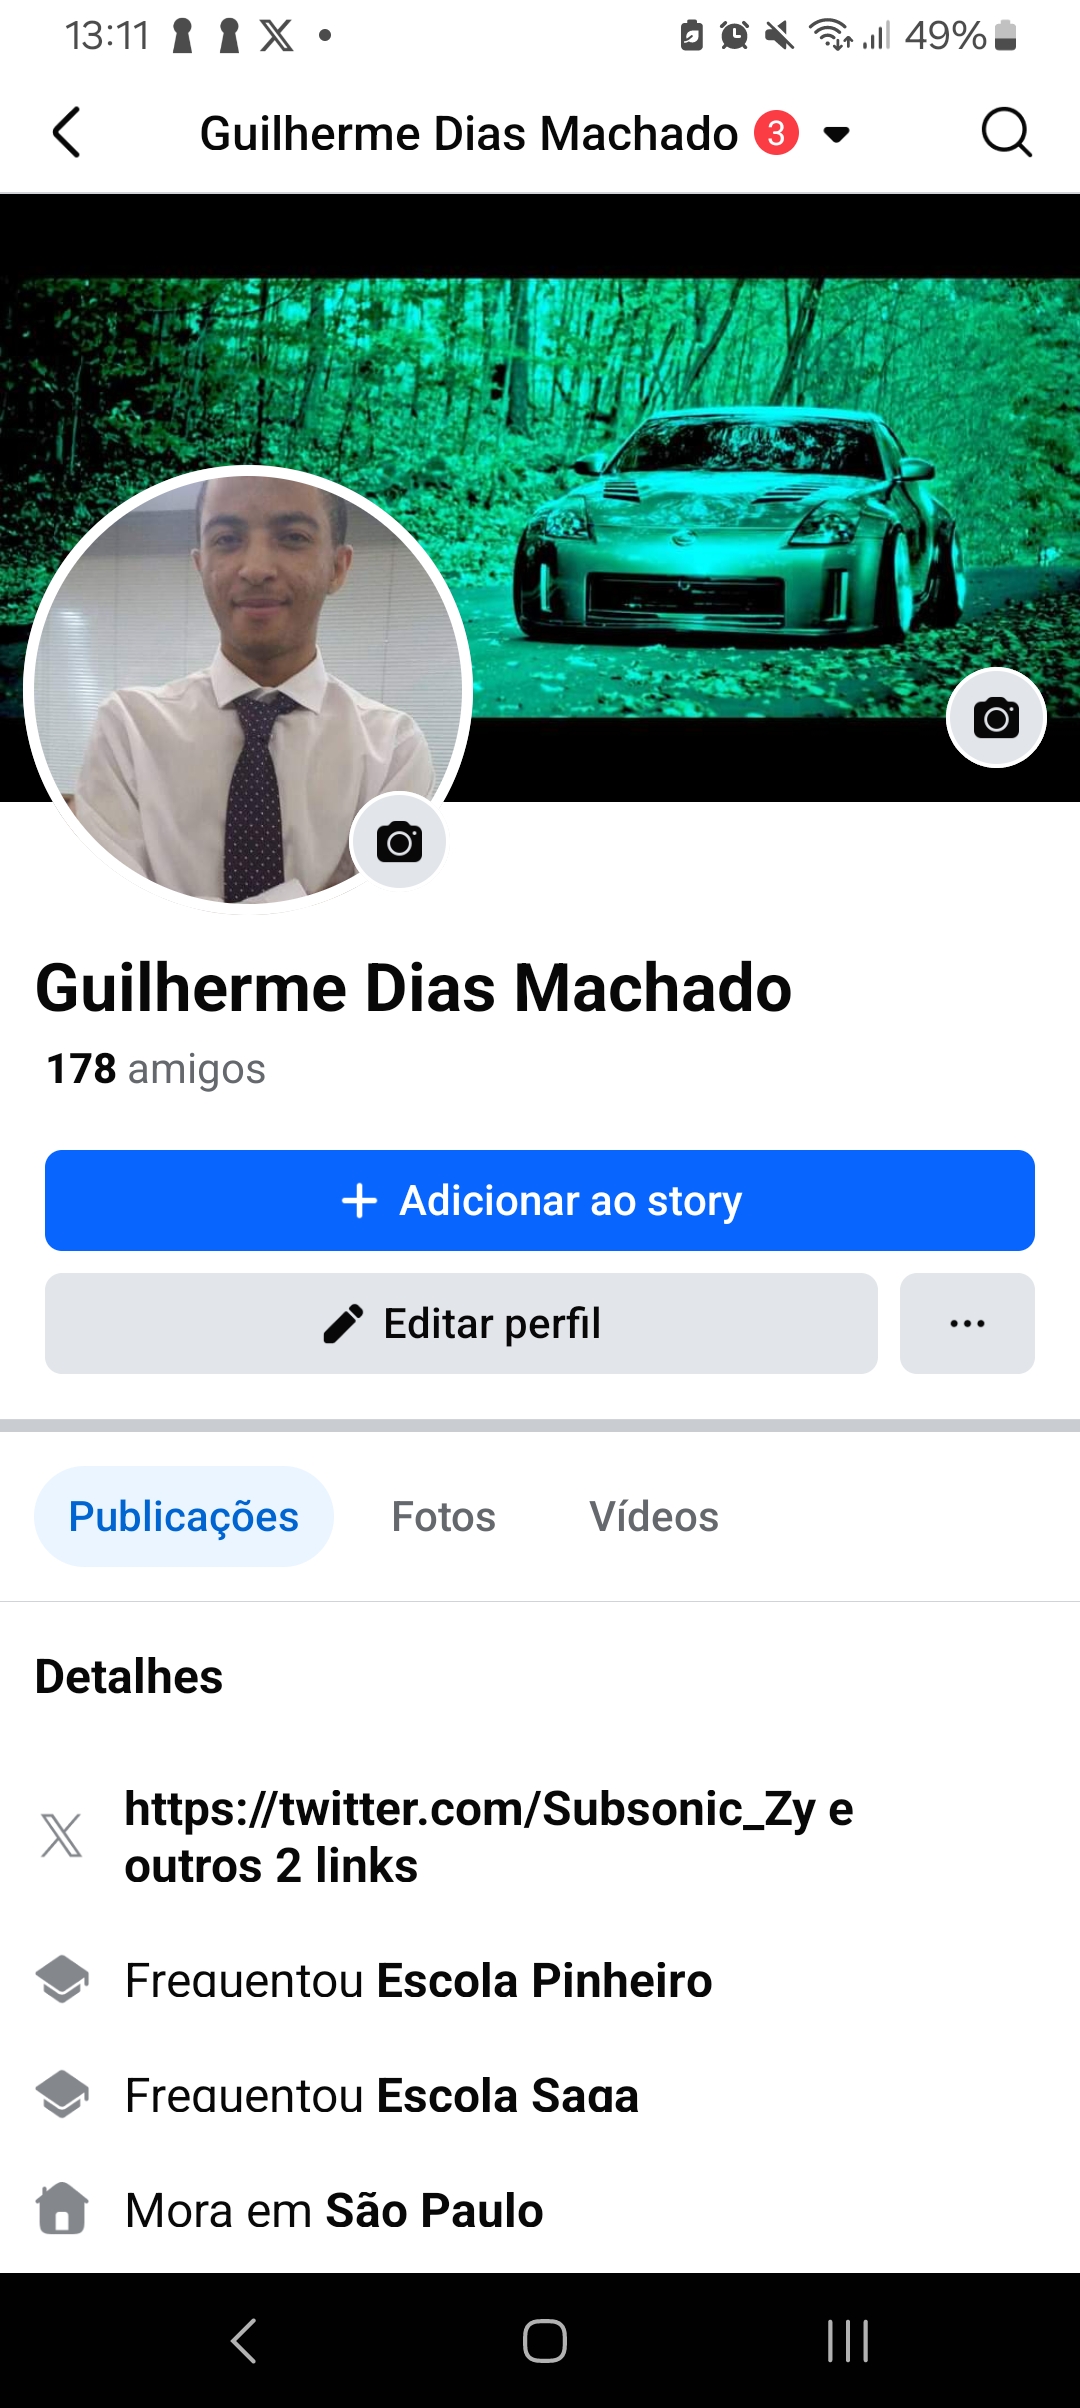 13:11
49%
Guilherme Dias Machado 3
Guilherme Dias Machado
178 amigos
+ Adicionar ao story
Editar perfil
Publicações
Fotos
Vídeos
Detalhes
https://twitter.com/Subsonic_Zy e
outros 2 links
Frequentou Escola Pinheiro
Frequentou Escola Saga
Mora em São Paulo